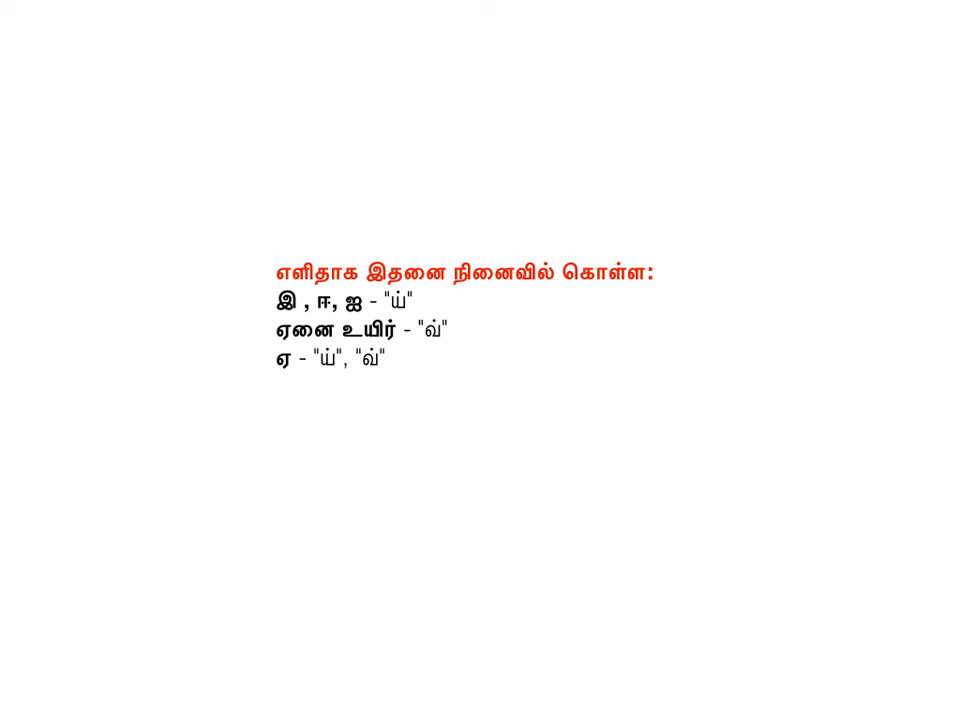 எளிதாக இதனை நினைவில் கொள்ள:
இ , ஈ, ஐ - "ய்"
ஏனை உயிர் - "வ்"
ஏ - "ய்", "வ்"